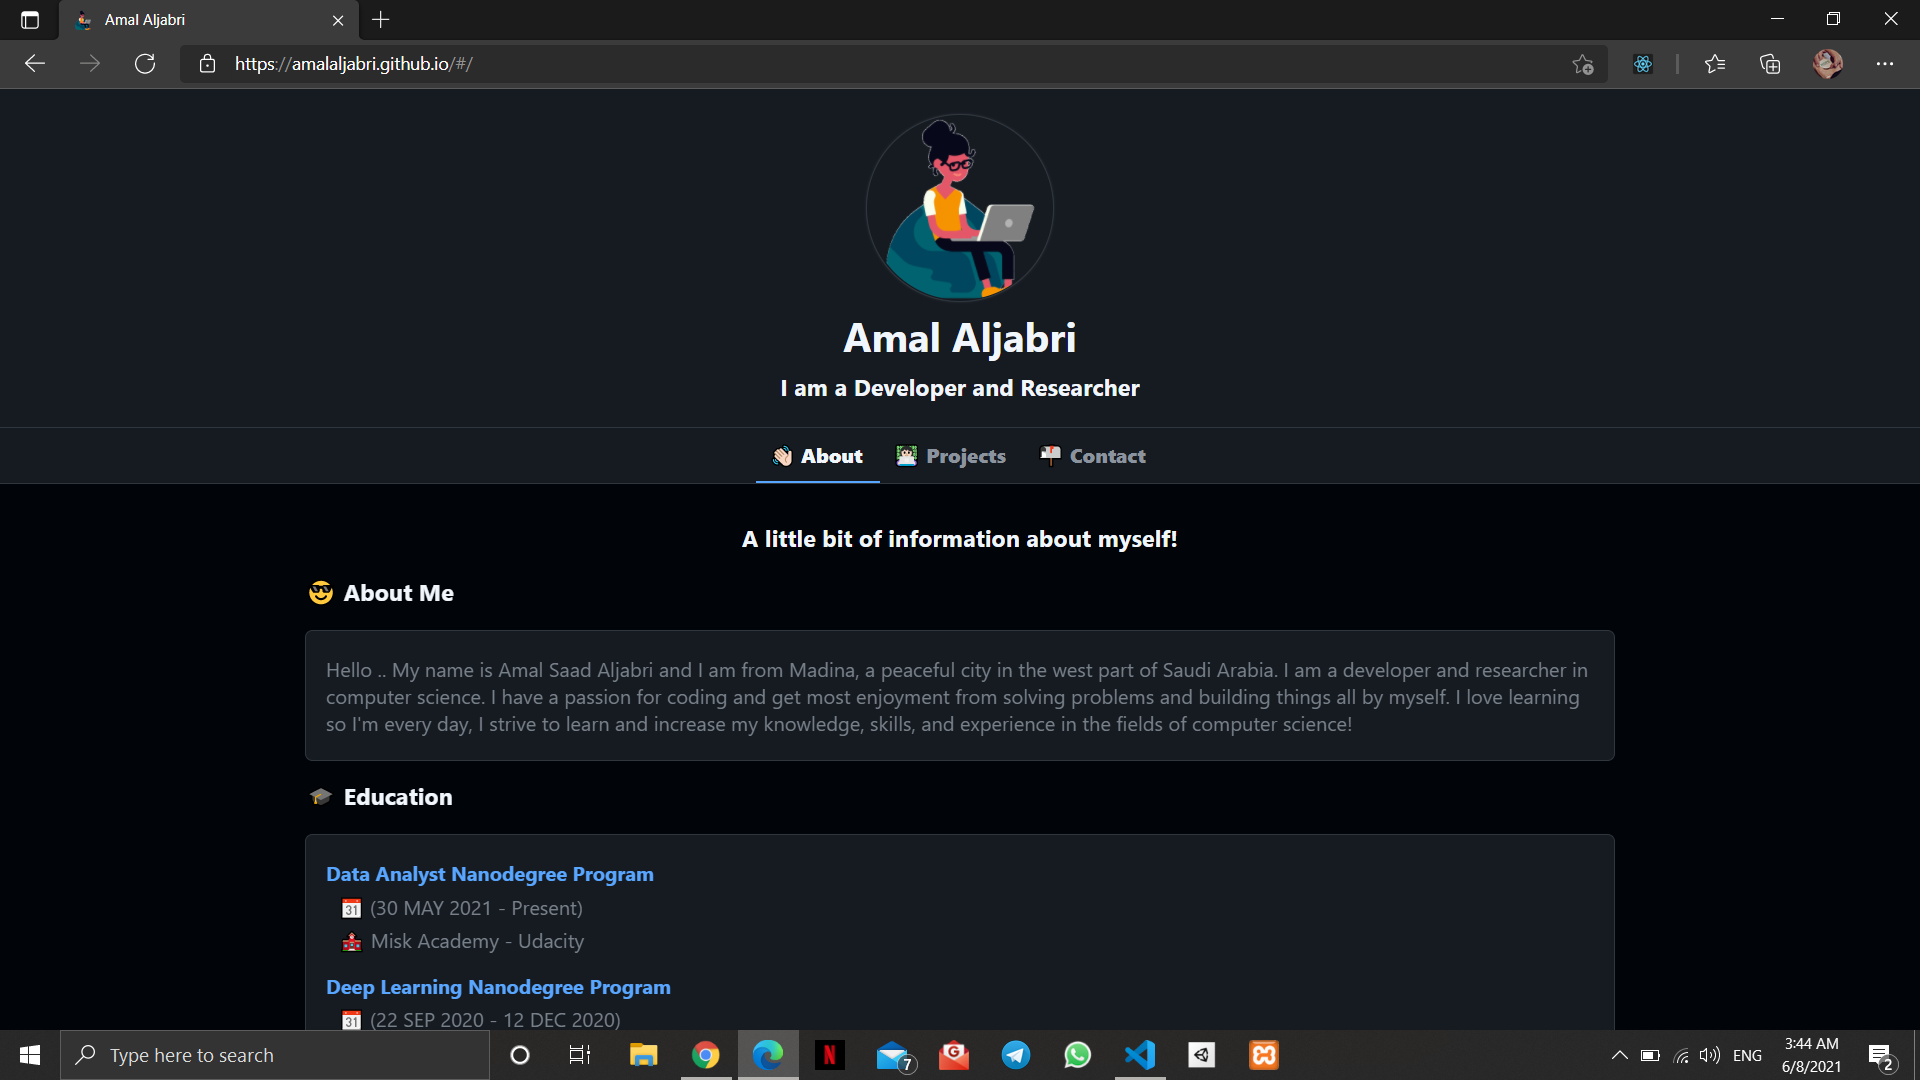 Amal Aljabri
https://amalaljabri.github.io/#/
Amal Aljabri
I am a Developer and Researcher
About Projects Contact
A little bit of information about myself!
About Me
Hello .. My name is Amal Saad Aljabri and I am from Madina, a peaceful city in the west part of Saudi Arabia. I am a developer and researcher in
computer science. I have a passion for coding and get most enjoyment from solving problems and building things all by myself. I love learning
so I'm every day, I strive to learn and increase my knowledge, skills, and experience in the fields of computer science!
Education
Data Analyst Nanodegree Program
31 (30 MAY 2021 - Present)
Misk Academy - Udacity
Deep Learning Nanodegree Program
31 (22 SEP 2020 - 12 DEC 2020)
Type here to search
N
7
G
ENG
3:44 AM
6/8/2021
2